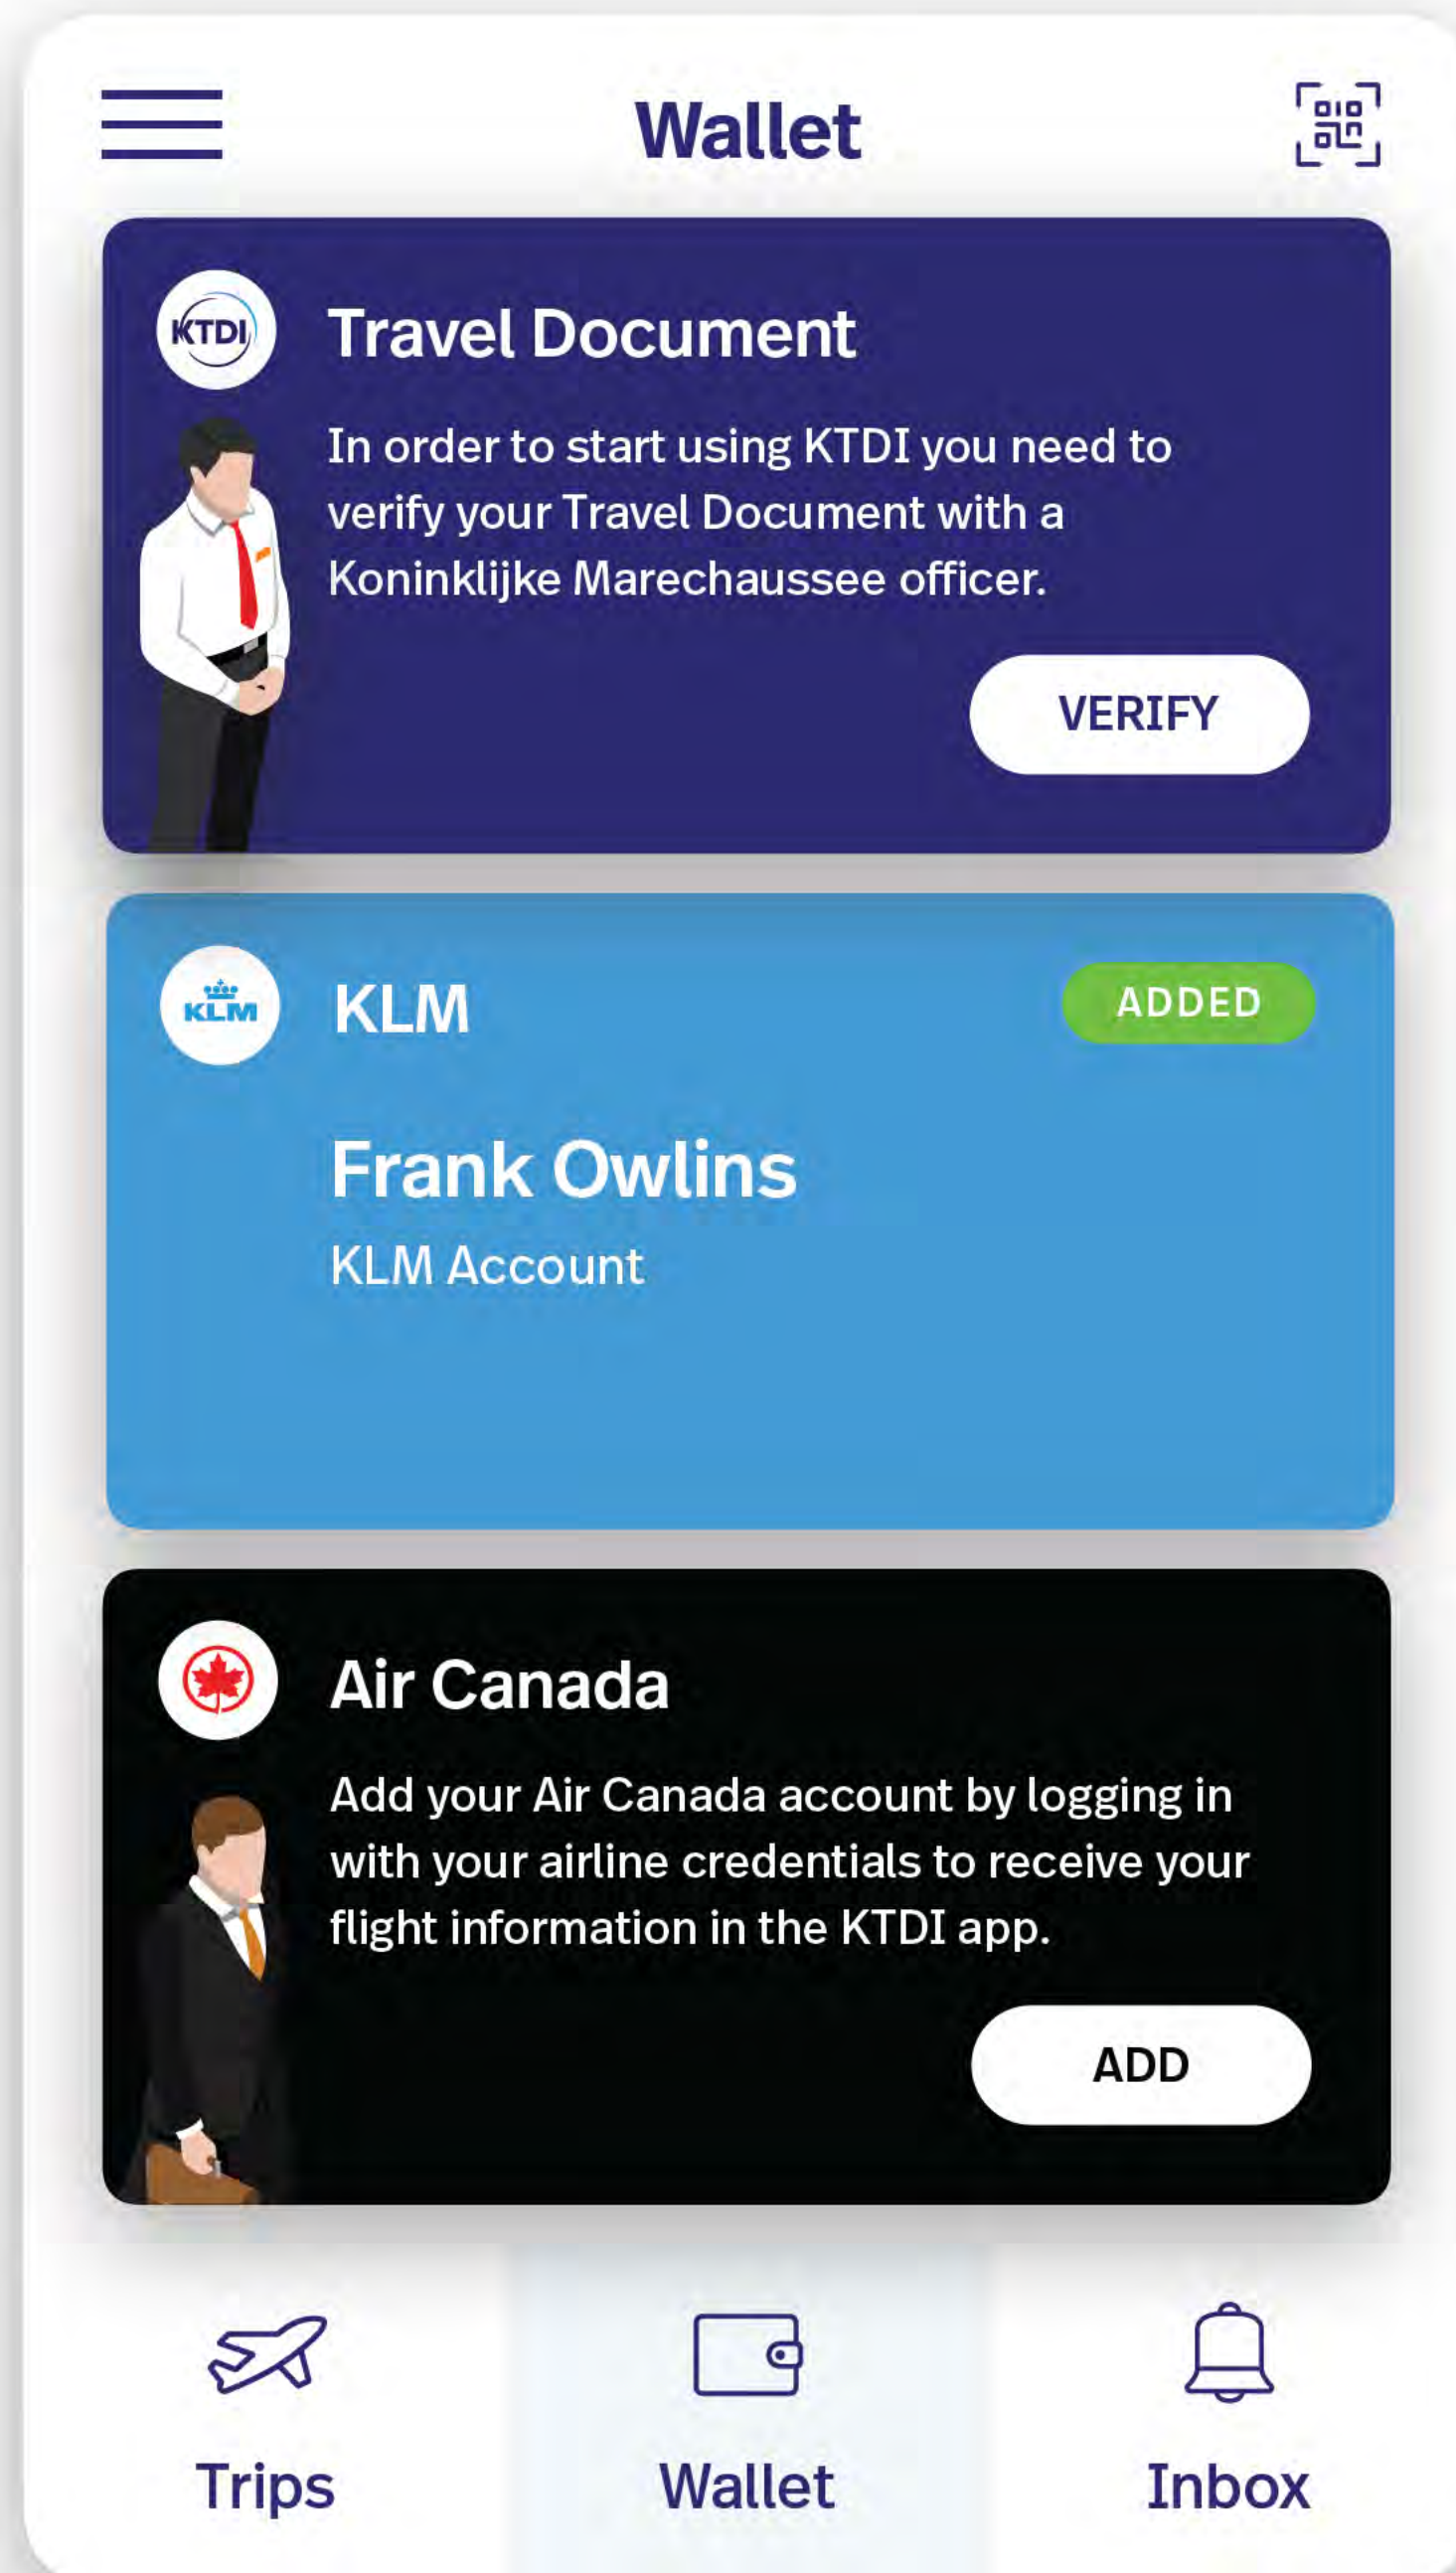 Wallet
KTDI
Travel Document
In order to start using KTDI you need to
verify your Travel Document with a
Koninklijke Marechaussee officer.
VERIFY
KLM
KLM
ADDED
Frank Owlins
KLM Account
Air Canada
Add your Air Canada account by logging in
with your airline credentials to receive your
flight information in the KTDI app.
ADD
Trips
Wallet
Inbox